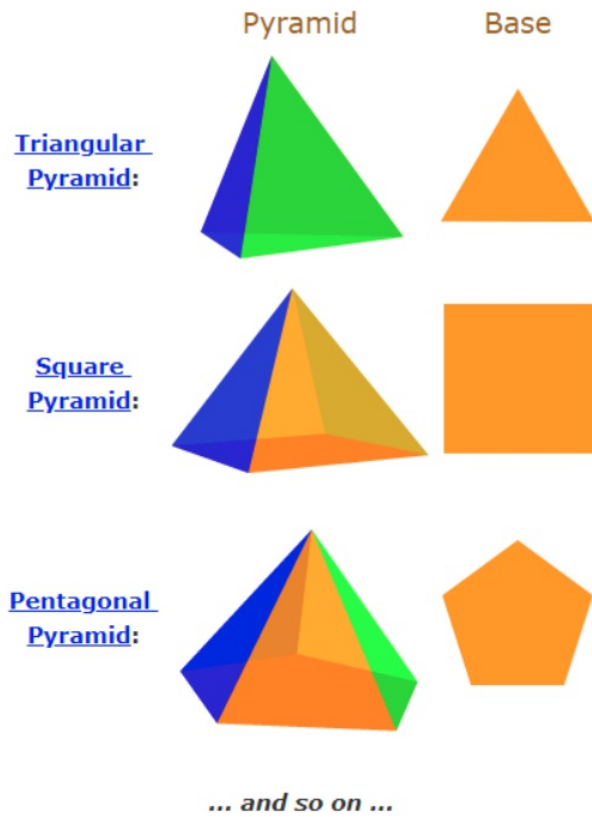 Pyramid Base
Triangular
Pyramid:
Square
Pyramid:
Pentagonal
Pyramid:
... and so on ...